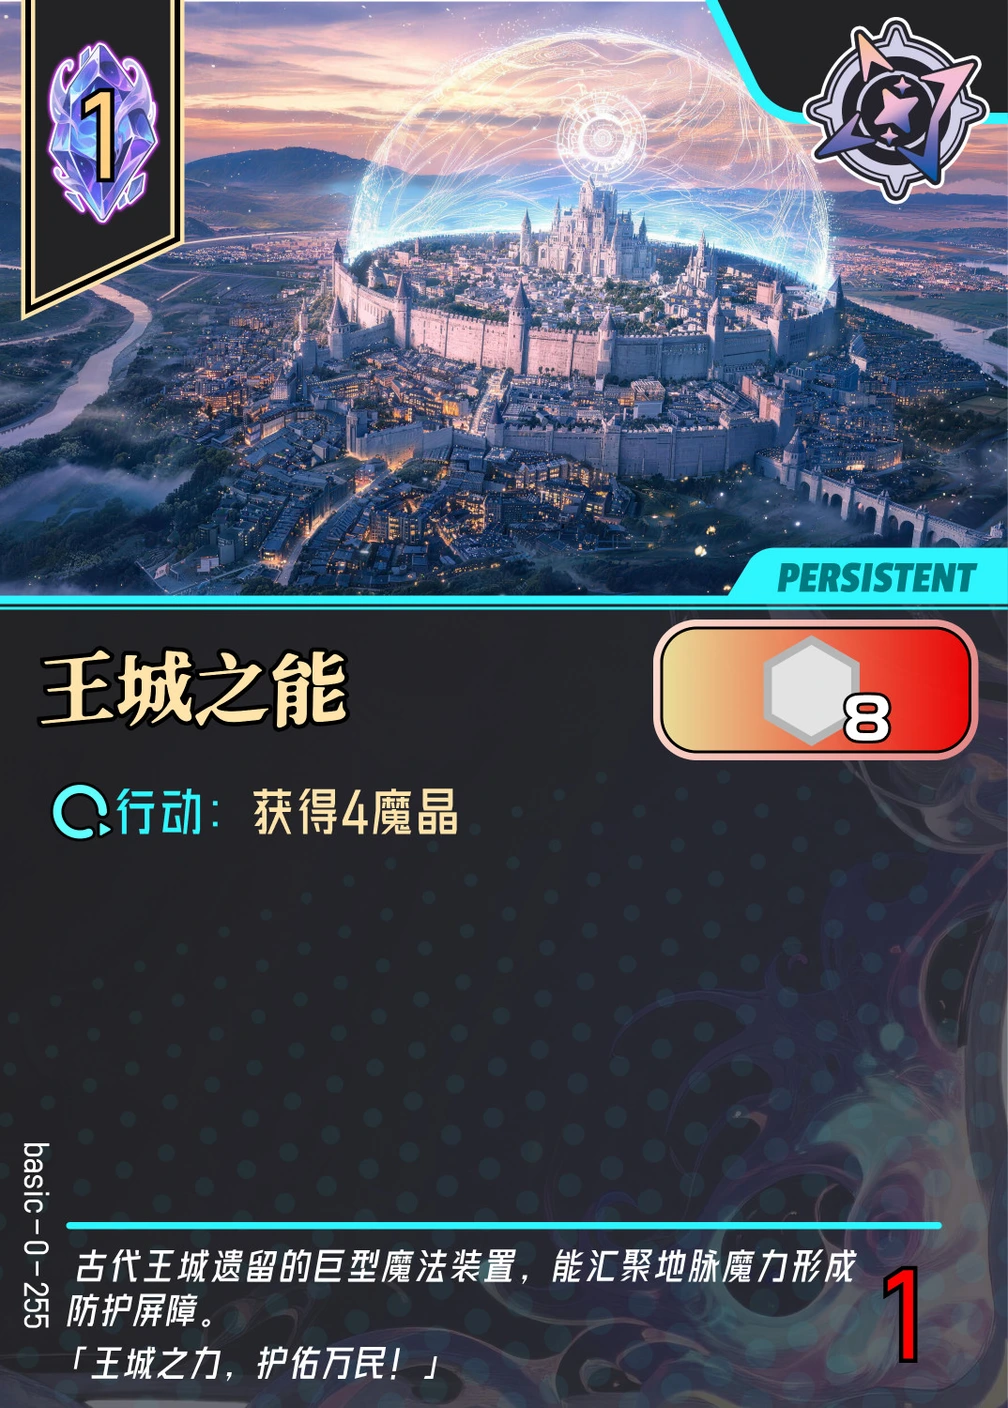 1
PERSISTENT
王城之能
8
行动：获得4魔晶
basic-0-255
古代王城遗留的巨型魔法装置，能汇聚地脉魔力形成
防护屏障。
「王城之力，护佑万民！」
1